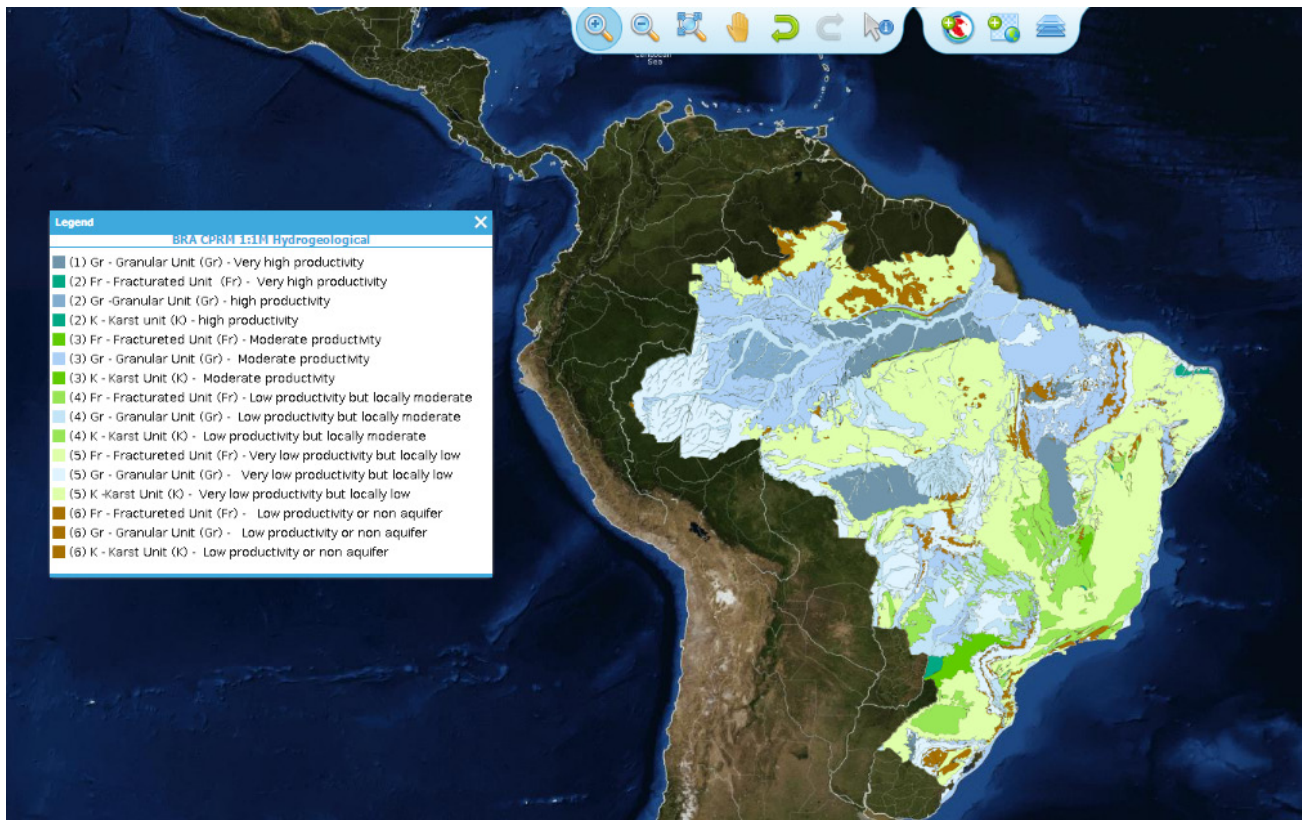 Caribbean
Sea
Legend
BRA CPRM 1:1M Hydrogeological
(1) Gr - Granular Unit (Gr) - Very high productivity
(2) Fr - Fracturated Unit (Fr) - Very high productivity
(2) Gr -Granular Unit (Gr) - high productivity
(2) K - Karst unit (K) - high productivity
(3) Fr - Fractureted Unit (Fr) - Moderate productivity
(3) Gr - Granular Unit (Gr) - Moderate productivity
(3) K - Karst Unit (K) - Moderate productivity
(4) Fr - Fractureted Unit (Fr) - Low productivity but locally moderate
(4) Gr - Granular Unit (Gr) - Low productivity but locally moderate
(4) K - Karst Unit (K) - Low productivity but locally moderate
(5) Fr - Fractureted Unit (Fr) - Very low productivity but locally low
(5) Gr - Granular Unit (Gr) - Very low productivity but locally low
(5) K -Karst Unit (K) - Very low productivity but locally low
(6) Fr - Fractureted Unit (Fr) - Low productivity or non aquifer
(6) Gr - Granular Unit (Gr) - Low productivity or non aquifer
(6) K - Karst Unit (K) - Low productivity or non aquifer